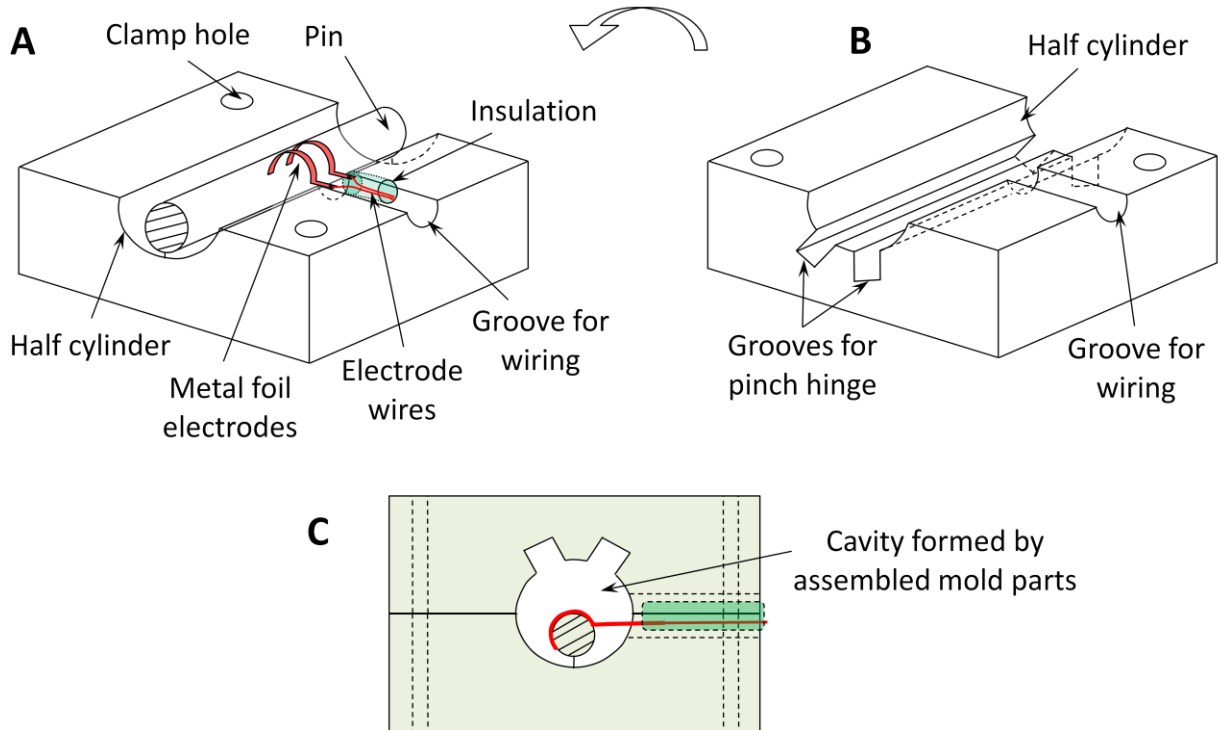 A
Clamp hole
Pin
Insulation
Half cylinder
Metal foil
electrodes
Electrode
wires
Groove for
wiring
B
Half cylinder
Grooves for
pinch hinge
Groove for
wiring
C
Cavity formed by
assembled mold parts